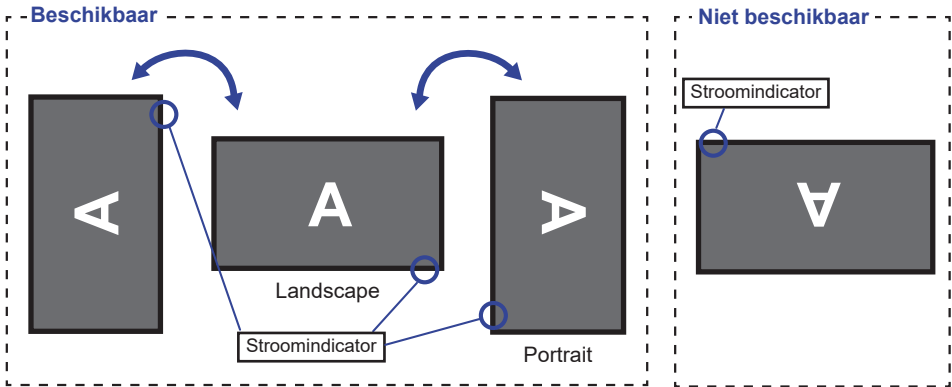 Beschikbaar
A
A
A
Landscape
Stroomindicator
Portrait
Niet beschikbaar
Stroomindicator
A